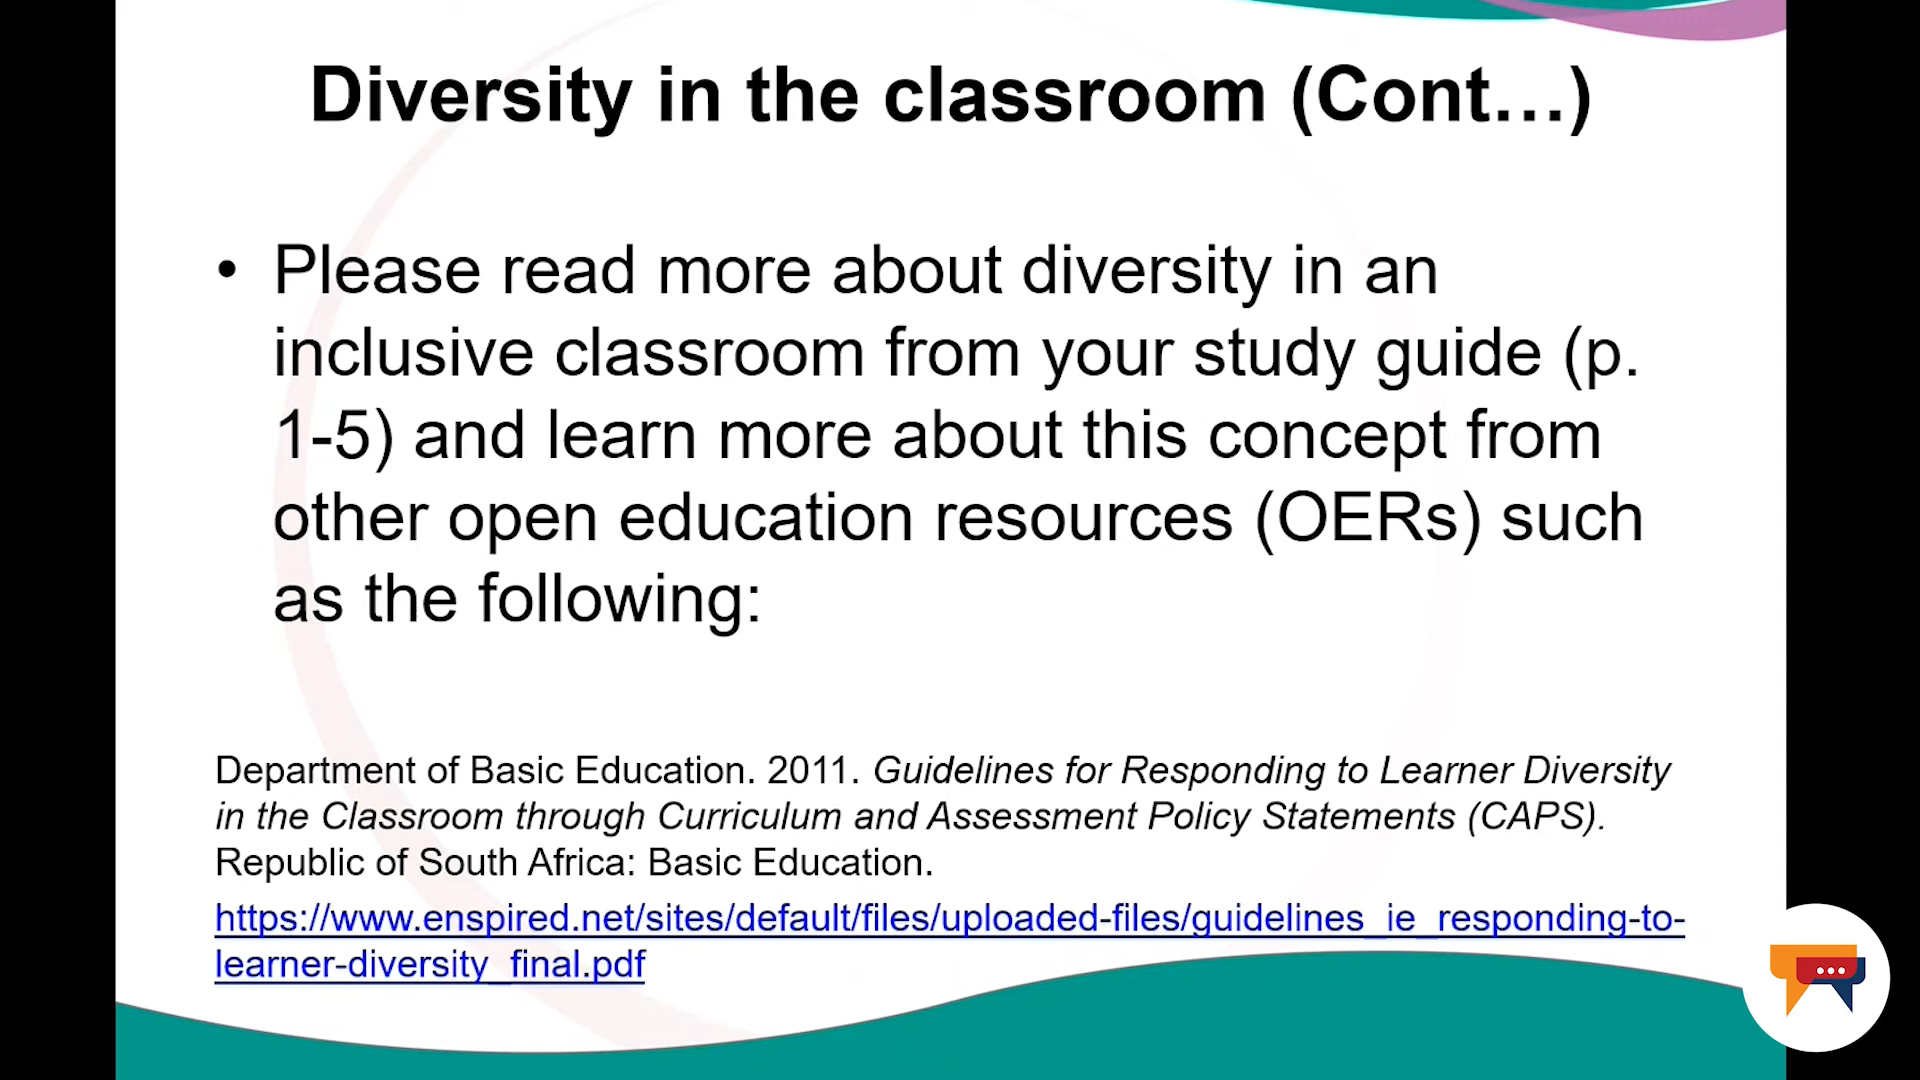 Diversity in the classroom (Cont…)
• Please read more about diversity in an
inclusive classroom from your study guide (p.
1-5) and learn more about this concept from
other open education resources (OERs) such
as the following:
Department of Basic Education. 2011. Guidelines for Responding to Learner Diversity
in the Classroom through Curriculum and Assessment Policy Statements (CAPS).
Republic of South Africa: Basic Education.
https://www.enspired.net/sites/default/files/uploaded-files/guidelines_ie_responding-to-
learner-diversity_final.pdf